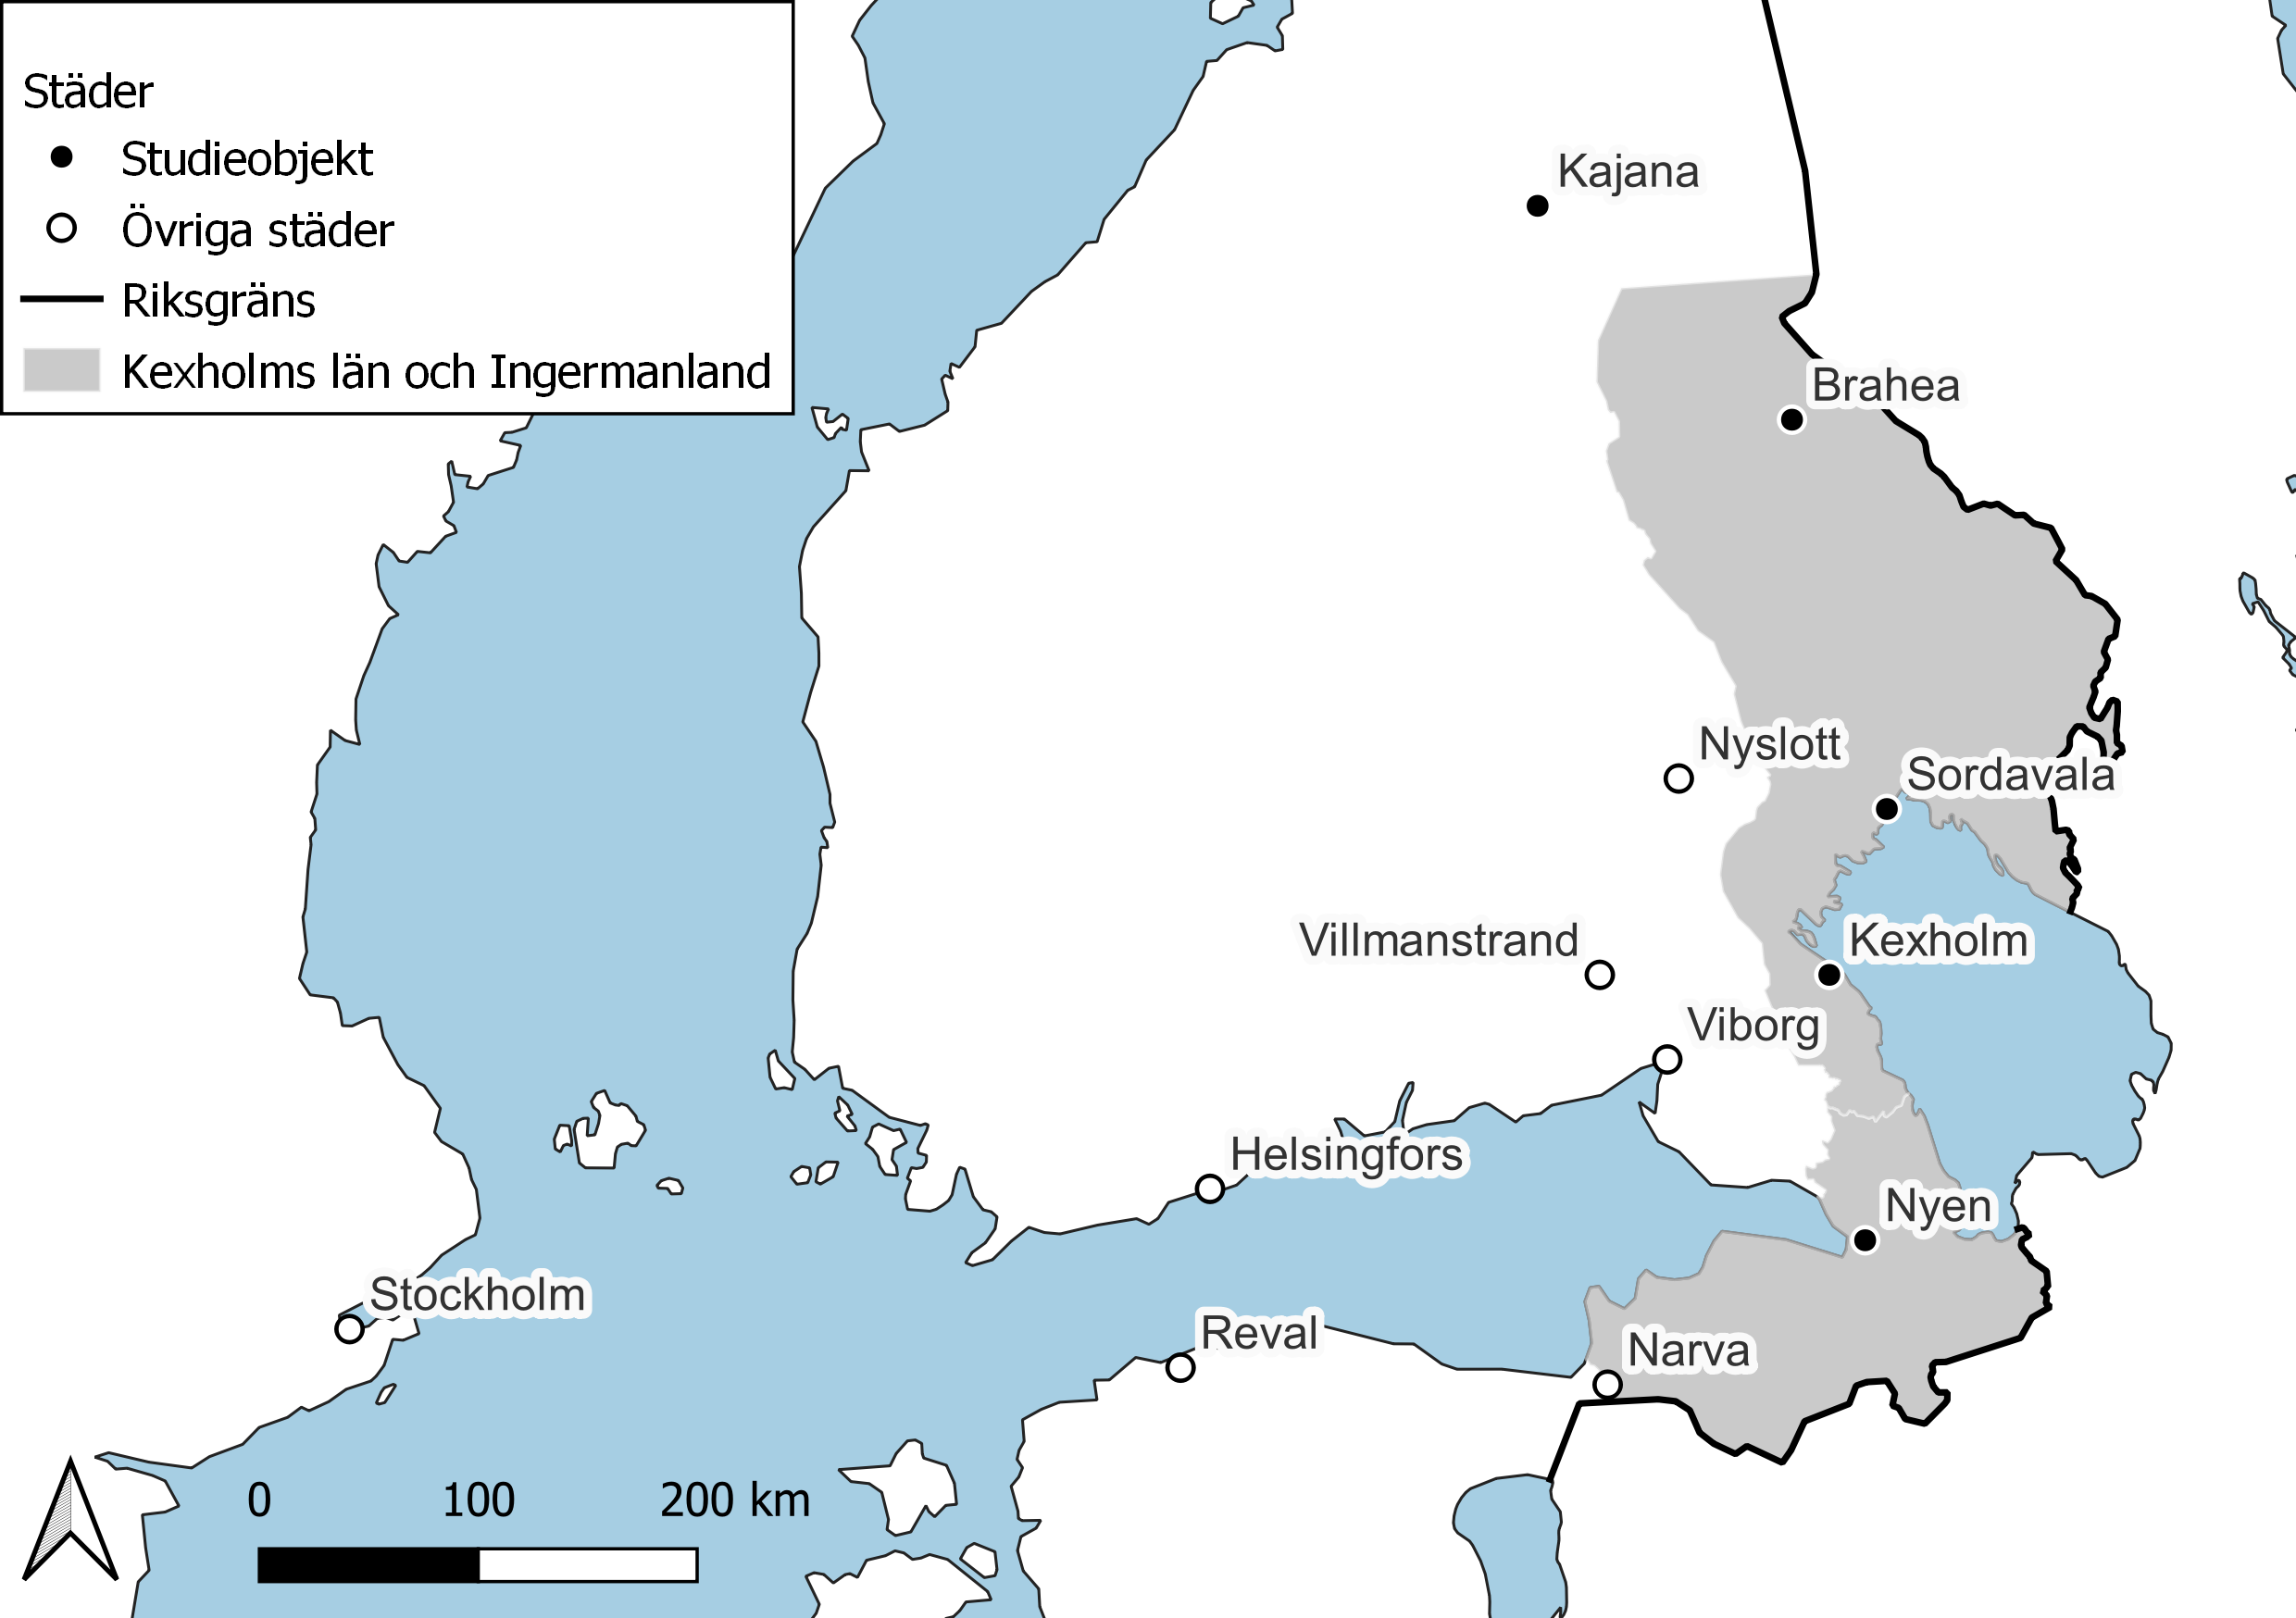 Städer
Studieobjekt
Övriga städer
Riksgräns
Kexholms län och Ingermanland
Kajana
Brahea
Nyslott
Sordavala
Villmanstrand
Kexholm
Viborg
Helsingfors
Nyen
Stockholm
Reval
Narva
0 100 200 km